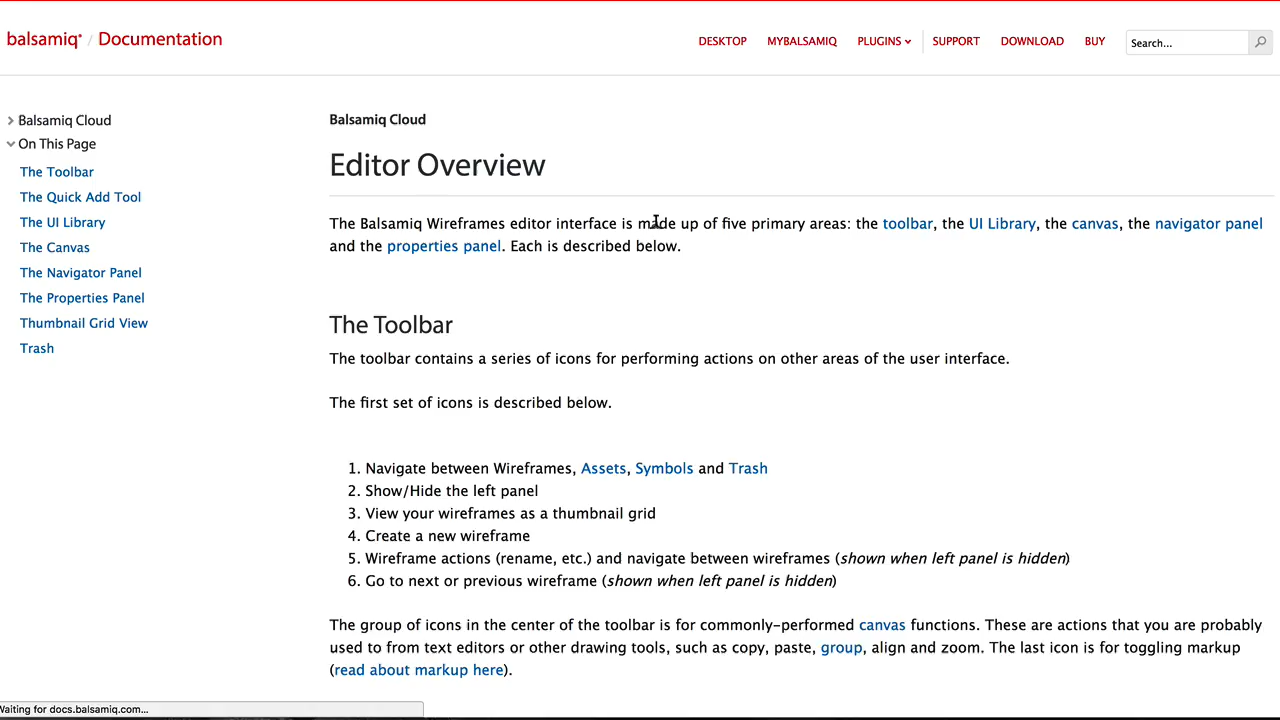 balsamiq / Documentation
DESKTOP MYBALSAMIQ PLUGINS SUPPORT DOWNLOAD BUY Search...
Balsamiq Cloud
On This Page
The Toolbar
The Quick Add Tool
The UI Library
The Canvas
The Navigator Panel
The Properties Panel
Thumbnail Grid View
Trash
Balsamiq Cloud
Editor Overview
The Balsamiq Wireframes editor interface is made up of five primary areas: the toolbar, the UI Library, the canvas, the navigator panel
and the properties panel. Each is described below.
The Toolbar
The toolbar contains a series of icons for performing actions on other areas of the user interface.
The first set of icons is described below.
1. Navigate between Wireframes, Assets, Symbols and Trash
2. Show/Hide the left panel
3. View your wireframes as a thumbnail grid
4. Create a new wireframe
5. Wireframe actions (rename, etc.) and navigate between wireframes (shown when left panel is hidden)
6. Go to next or previous wireframe (shown when left panel is hidden)
The group of icons in the center of the toolbar is for commonly-performed canvas functions. These are actions that you are probably
used to from text editors or other drawing tools, such as copy, paste, group, align and zoom. The last icon is for toggling markup
(read about markup here).
Waiting for docs.balsamiq.com...